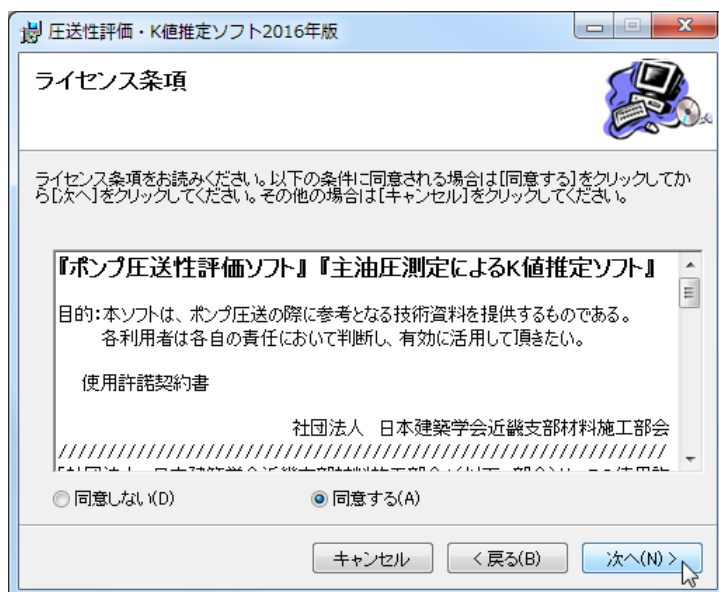 圧送性評価・K値推定ソフト2016年版
ライセンス条項
ライセンス条項をお読みください。以下の条件に同意される場合は[同意する]をクリックしてか
ら[次へ]をクリックしてください。その他の場合は[キャンセル]をクリックしてください。
『ポンプ圧送性評価ソフト』『主油圧測定によるK値推定ソフト』
目的：本ソフトは、ポンプ圧送の際に参考となる技術資料を提供するものである。
各利用者は各自の責任において判断し、有効に活用して頂きたい。
使用許諾契約書
社団法人　日本建築学会近畿支部材料施工部会
////////////////////////////////////////////////////////////
同意しない(D)
同意する(A)
キャンセル
< 戻る(B)
次へ(N) >